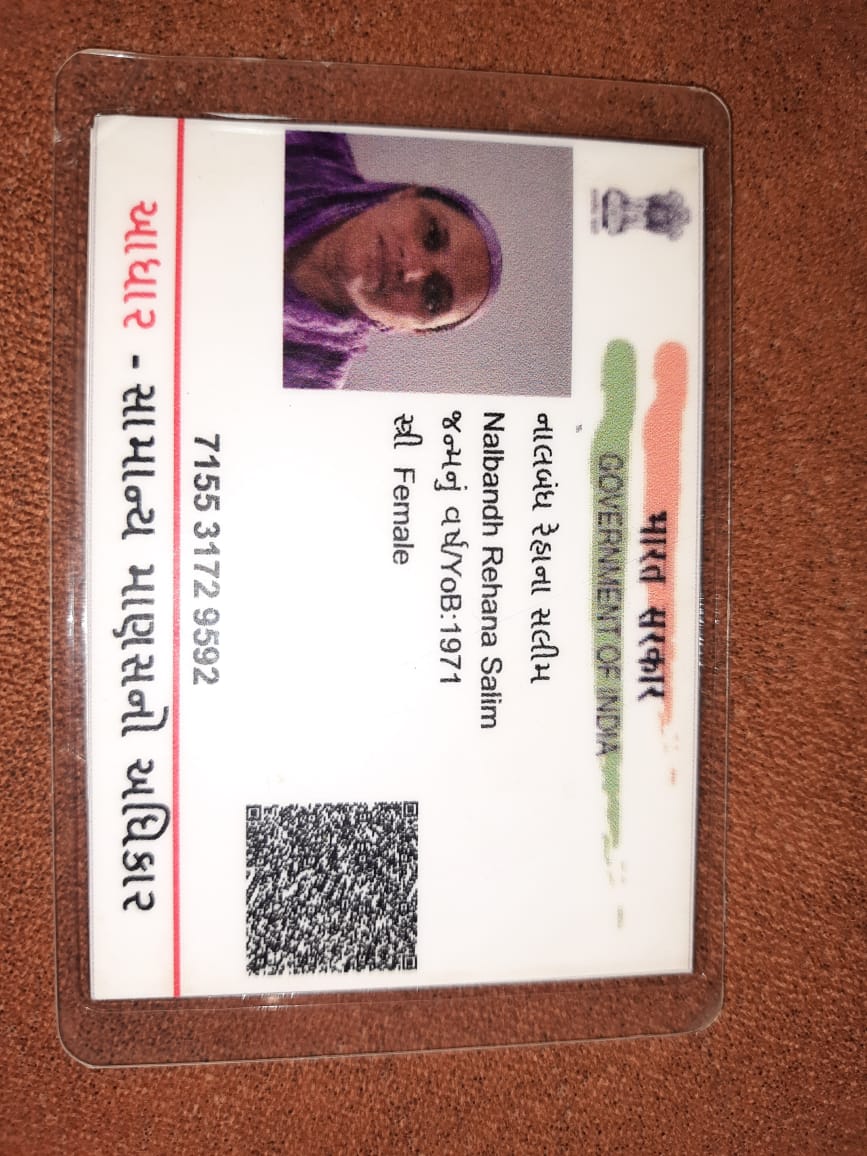 भारत सरकार
GOVERNMENT OF INDIA
નાલબંધ રેહાના સલીમ
Nalbandh Rehana Salim
જન્મનું વર્ષ/YoB:1971
સ્ત્રી Female
7155 3172 9592
આધાર - સામાન્ય માણસનો અધિકાર